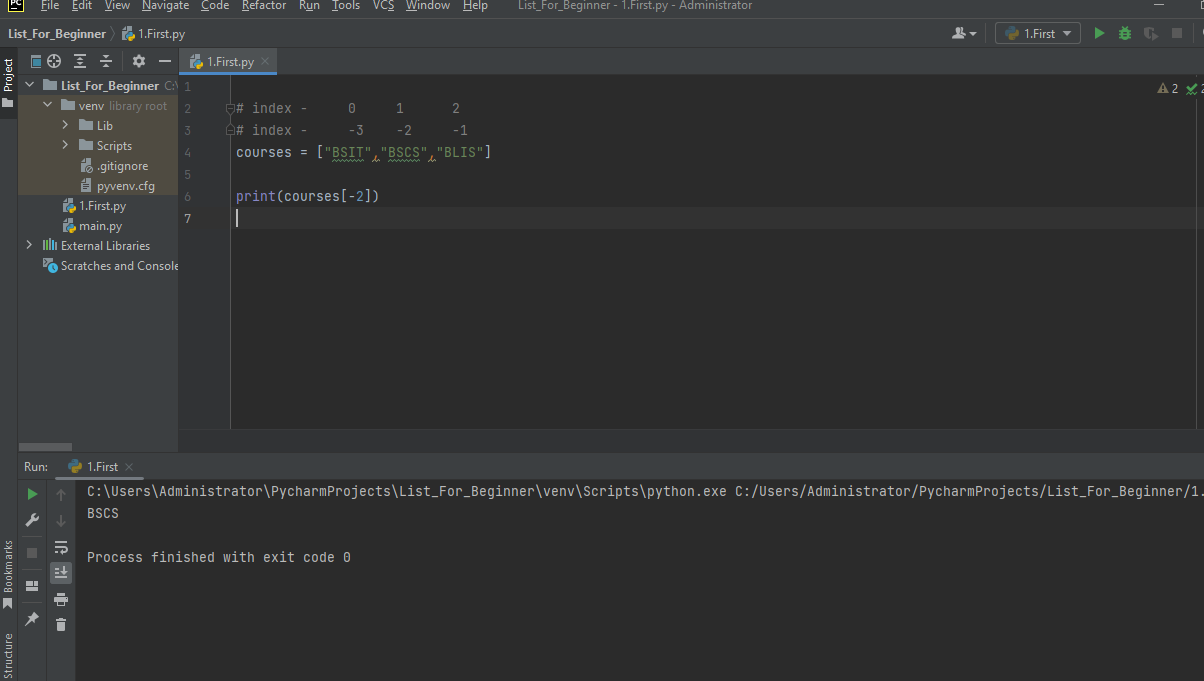 PC File Edit View Navigate Code Refactor Run Tools VCS Window Help List_For_Beginner - 1.First.py - Administrator
List_For_Beginner 1.First.py 1.First
Project
1.First.py
List_For_Beginner C:\
venv library root
Lib
Scripts
.gitignore
pyvenv.cfg
1.First.py
main.py
External Libraries
Scratches and Console
1
2 # index - 0 1 2
3 # index - -3 -2 -1
4 courses = ["BSIT","BSCS","BLIS"]
5
6 print(courses[-2])
7
2 2
Run: 1.First
C:\Users\Administrator\PycharmProjects\List_For_Beginner\venv\Scripts\python.exe C:/Users/Administrator/PycharmProjects/List_For_Beginner/1.
BSCS
Process finished with exit code 0
Bookmarks
Structure